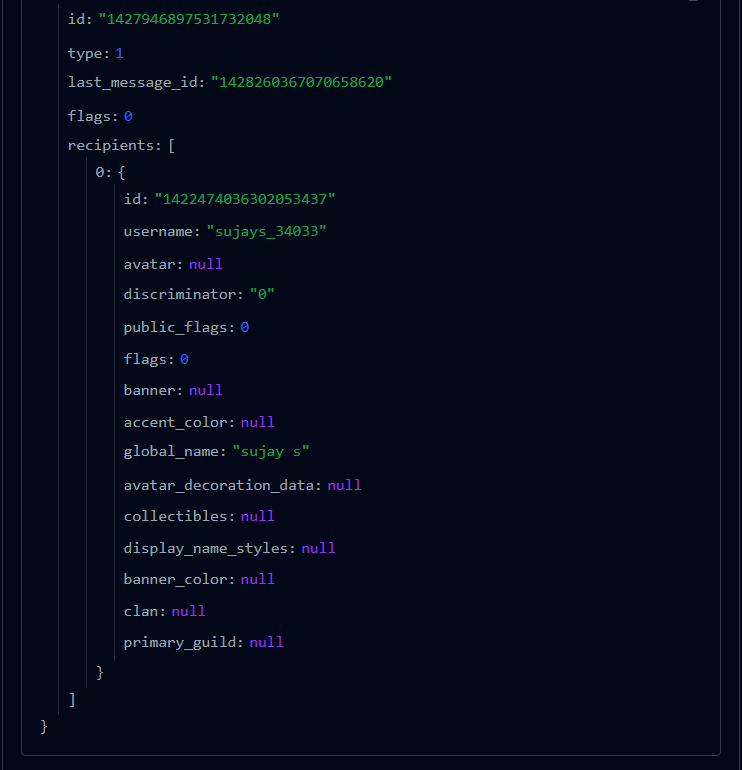 id: "1427946897531732048"
type: 1
last_message_id: "1428260367070658620"
flags: 0
recipients: [
0: {
id: "1422474036302053437"
username: "sujays_34033"
avatar: null
discriminator: "0"
public_flags: 0
flags: 0
banner: null
accent_color: null
global_name: "sujay s"
avatar_decoration_data: null
collectibles: null
display_name_styles: null
banner_color: null
clan: null
primary_guild: null
}
]
}